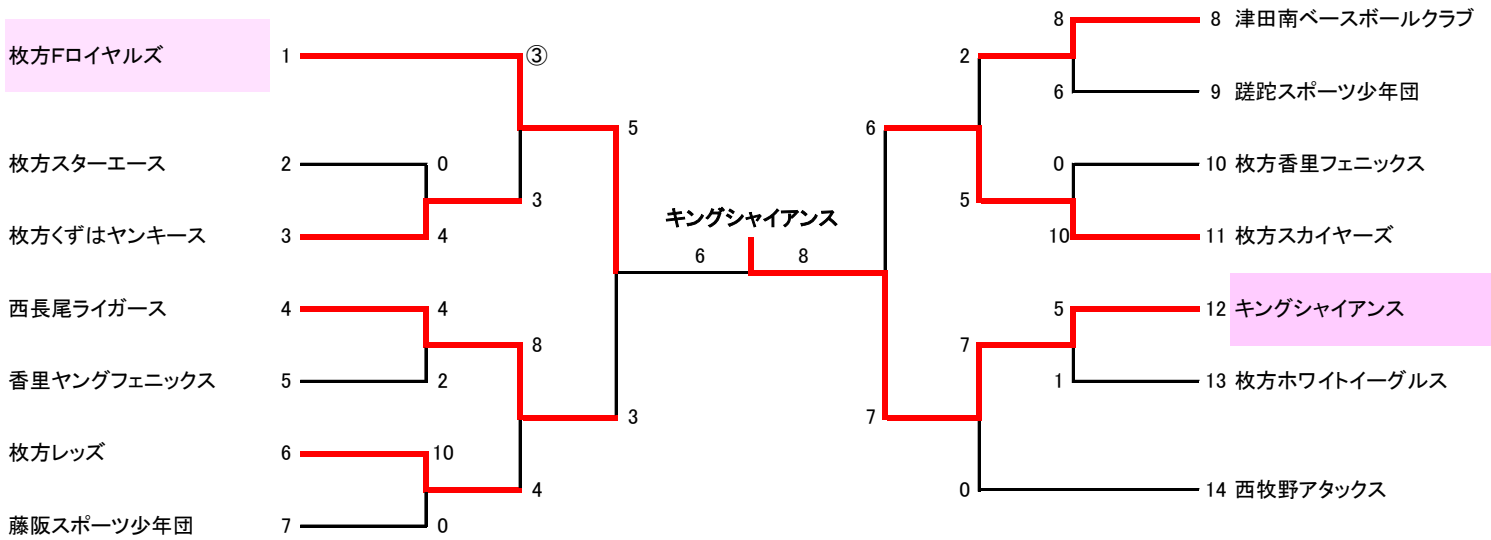 8 8 津田南ベースボールクラブ
枚方Fロイヤルズ 1 ③ 2
6 9 蹉跎スポーツ少年団
5 6
枚方スターエース 2 0 0 10 枚方香里フェニックス
3 5
キングシャイアンス
枚方くずはヤンキース 3 4 10 11 枚方スカイヤーズ
6 8
西長尾ライガース 4 4 5 12 キングシャイアンス
8 7
香里ヤングフェニックス 5 2 1 13 枚方ホワイトイーグルス
3 7
枚方レッズ 6 10
4 0 14 西牧野アタックス
藤阪スポーツ少年団 7 0